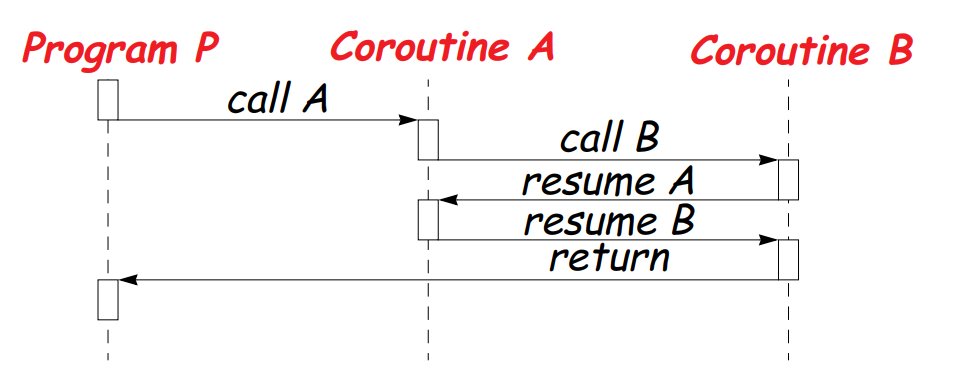 Program P
Coroutine A
Coroutine B
call A
call B
resume A
resume B
return